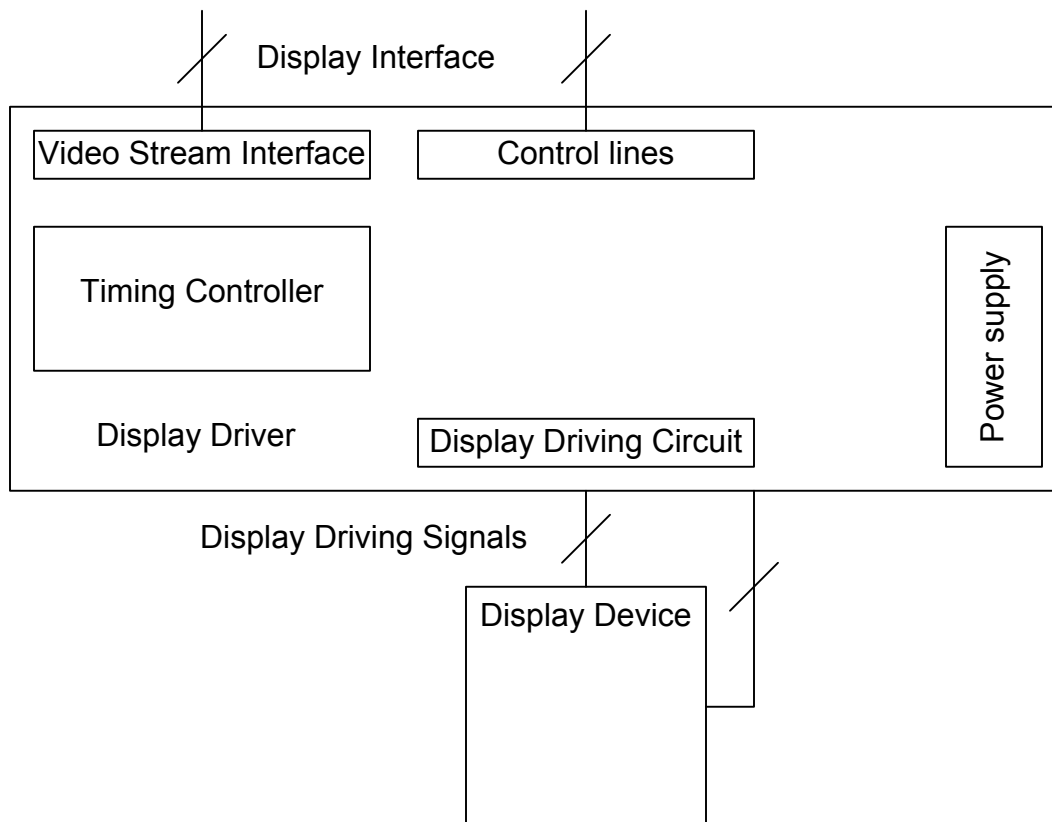 Display Interface
Video Stream Interface
Control lines
Timing Controller
Power supply
Display Driver
Display Driving Circuit
Display Driving Signals
Display Device